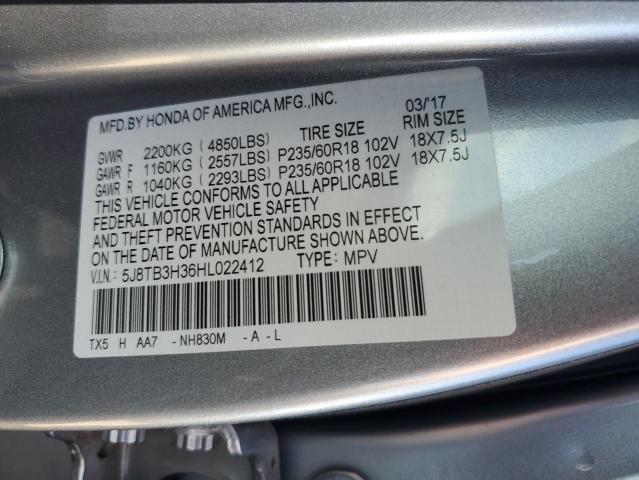 MFD.BY HONDA OF AMERICA MFG.,INC. 03/17
GVWR 2200KG (4850LBS) TIRE SIZE RIM SIZE
GAWR F 1160KG (2557LBS) P235/60R18 102V 18X7.5J
GAWR R 1040KG (2293LBS) P235/60R18 102V 18X7.5J
THIS VEHICLE CONFORMS TO ALL APPLICABLE
FEDERAL MOTOR VEHICLE SAFETY
AND THEFT PREVENTION STANDARDS IN EFFECT
ON THE DATE OF MANUFACTURE SHOWN ABOVE.
V.I.N.: 5J8TB3H36HL022412 TYPE: MPV
TX5 H AA7 -NH830M -A-L